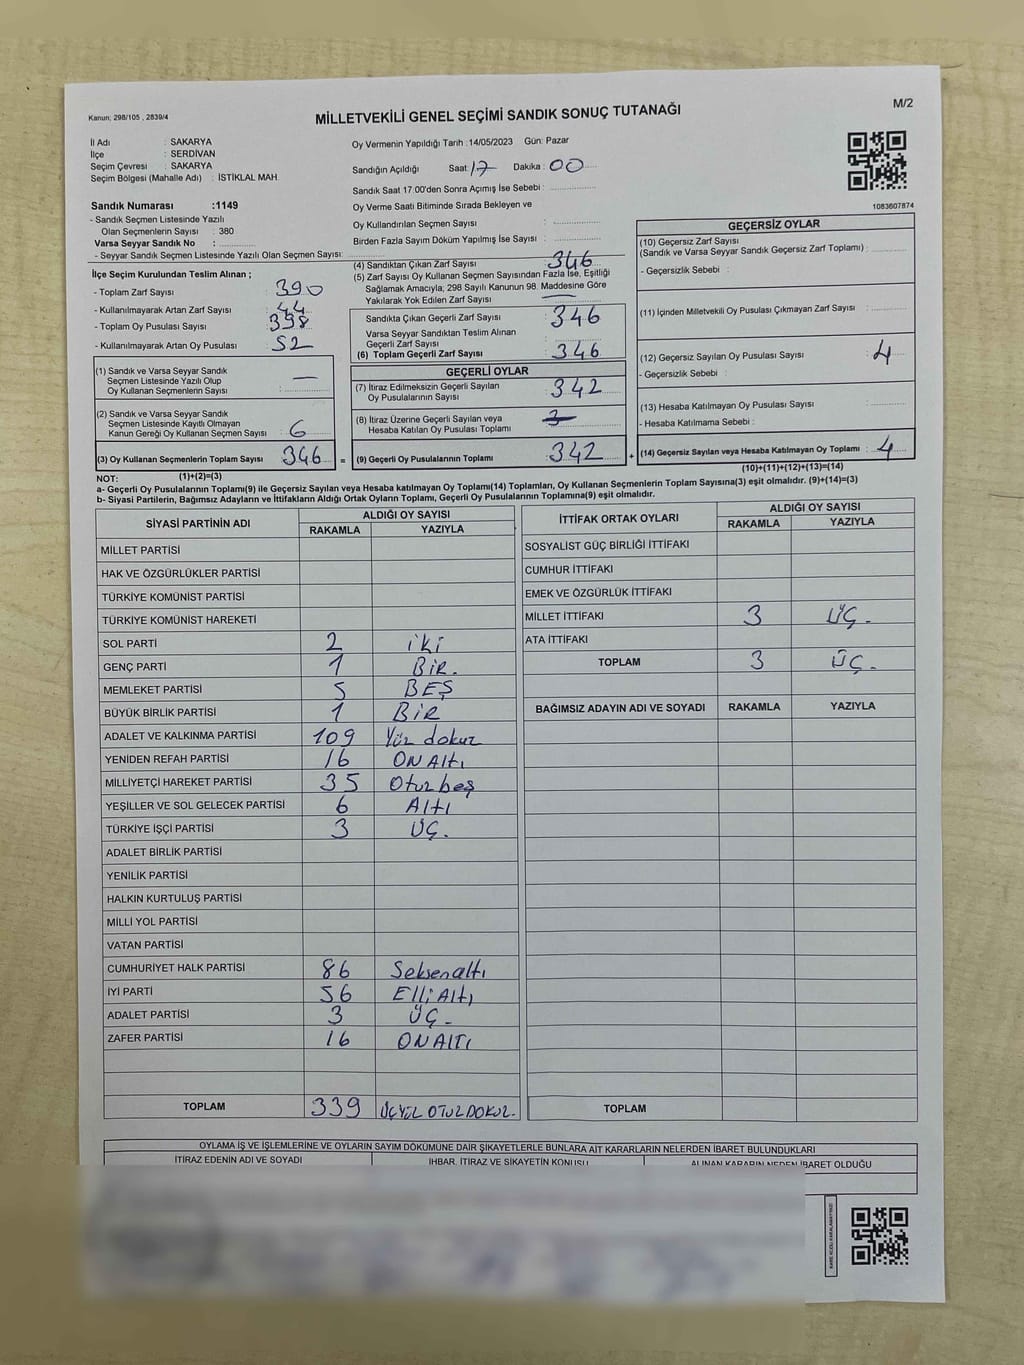 Kanun; 298/105 , 2839/4
MİLLETVEKİLİ GENEL SEÇİMİ SANDIK SONUÇ TUTANAĞI
M/2
İl Adı : SAKARYA
İlçe : SERDİVAN
Seçim Çevresi : SAKARYA
Seçim Bölgesi (Mahalle Adı) : İSTİKLAL MAH.
Sandık Numarası :1149
- Sandık Seçmen Listesinde Yazılı
Olan Seçmenlerin Sayısı : 380
Varsa Seyyar Sandık No :
- Seyyar Sandık Seçmen Listesinde Yazılı Olan Seçmen Sayısı:
Oy Vermenin Yapıldığı Tarih :14/05/2023 Gün: Pazar
Sandığın Açıldığı Saat: 17 Dakika : 00
Sandık Saat 17:00'den Sonra Açımış İse Sebebi :
Oy Verme Saati Bitiminde Sırada Bekleyen ve
Oy Kullandırılan Seçmen Sayısı :
Birden Fazla Sayım Döküm Yapılmış İse Sayısı :
1083607874
İlçe Seçim Kurulundan Teslim Alınan ;
- Toplam Zarf Sayısı : 390
- Kullanılmayarak Artan Zarf Sayısı : 44
- Toplam Oy Pusulası Sayısı : 398
- Kullanılmayarak Artan Oy Pusulası : 52
(1) Sandık ve Varsa Seyyar Sandık
Seçmen Listesinde Yazılı Olup
Oy Kullanan Seçmenlerin Sayısı : —
(2) Sandık ve Varsa Seyyar Sandık
Seçmen Listesinde Kayıtlı Olmayan
Kanun Gereği Oy Kullanan Seçmen Sayısı : 6
(3) Oy Kullanan Seçmenlerin Toplam Sayısı 346 =
(4) Sandıktan Çıkan Zarf Sayısı : 346
(5) Zarf Sayısı Oy Kullanan Seçmen Sayısından Fazla İse, Eşitliği
Sağlamak Amacıyla; 298 Sayılı Kanunun 98. Maddesine Göre
Yakılarak Yok Edilen Zarf Sayısı : —
Sandıkta Çıkan Geçerli Zarf Sayısı : 346
Varsa Seyyar Sandıktan Teslim Alınan
Geçerli Zarf Sayısı :
(6) Toplam Geçerli Zarf Sayısı : 346
GEÇERLİ OYLAR
(7) İtiraz Edilmeksizin Geçerli Sayılan
Oy Pusulalarının Sayısı : 342
(8) İtiraz Üzerine Geçerli Sayılan veya
Hesaba Katılan Oy Pusulası Toplamı :
(9) Geçerli Oy Pusulalarının Toplamı : 342 +
GEÇERSİZ OYLAR
(10) Geçersiz Zarf Sayısı
(Sandık ve Varsa Seyyar Sandık Geçersiz Zarf Toplamı) :
- Geçersizlik Sebebi :
(11) İçinden Milletvekili Oy Pusulası Çıkmayan Zarf Sayısı :
(12) Geçersiz Sayılan Oy Pusulası Sayısı : 4
- Geçersizlik Sebebi :
(13) Hesaba Katılmayan Oy Pusulası Sayısı :
- Hesaba Katılmama Sebebi :
(14) Geçersiz Sayılan veya Hesaba Katılmayan Oy Toplamı : 4
NOT: (1)+(2)=(3) (10)+(11)+(12)+(13)=(14)
a- Geçerli Oy Pusulalarının Toplamı(9) ile Geçersiz Sayılan veya Hesaba katılmayan Oy Toplamı(14) Toplamları, Oy Kullanan Seçmenlerin Toplam Sayısına(3) eşit olmalıdır. (9)+(14)=(3)
b- Siyasi Partilerin, Bağımsız Adayların ve İttifakların Aldığı Ortak Oyların Toplamı, Geçerli Oy Pusulalarının Toplamına(9) eşit olmalıdır.
SİYASİ PARTİNİN ADI ALDIĞI OY SAYISI
RAKAMLA YAZIYLA
MİLLET PARTİSİ
HAK VE ÖZGÜRLÜKLER PARTİSİ
TÜRKİYE KOMÜNİST PARTİSİ
TÜRKİYE KOMÜNİST HAREKETİ
SOL PARTİ 2 iki
GENÇ PARTİ 1 BİR.
MEMLEKET PARTİSİ 5 BEŞ
BÜYÜK BİRLİK PARTİSİ 1 BİR
ADALET VE KALKINMA PARTİSİ 109 Yüz dokuz
YENİDEN REFAH PARTİSİ 16 ON Altı
MİLLİYETÇİ HAREKET PARTİSİ 35 Otuz beş
YEŞİLLER VE SOL GELECEK PARTİSİ 6 Altı
TÜRKİYE İŞÇİ PARTİSİ 3 ÜÇ.
ADALET BİRLİK PARTİSİ
YENİLİK PARTİSİ
HALKIN KURTULUŞ PARTİSİ
MİLLİ YOL PARTİSİ
VATAN PARTİSİ
CUMHURİYET HALK PARTİSİ 86 Seksenaltı
İYİ PARTİ 56 Elli Altı
ADALET PARTİSİ 3 ÜÇ -
ZAFER PARTİSİ 16 ONALTI
TOPLAM 339 ÜÇYÜZ OTUZ DOKUZ.
İTTİFAK ORTAK OYLARI ALDIĞI OY SAYISI
RAKAMLA YAZIYLA
SOSYALİST GÜÇ BİRLİĞİ İTTİFAKI
CUMHUR İTTİFAKI
EMEK VE ÖZGÜRLÜK İTTİFAKI
MİLLET İTTİFAKI 3 ÜÇ.
ATA İTTİFAKI
TOPLAM 3 ÜÇ.
BAĞIMSIZ ADAYIN ADI VE SOYADI RAKAMLA YAZIYLA
TOPLAM
OYLAMA İŞ VE İŞLEMLERİNE VE OYLARIN SAYIM DÖKÜMÜNE DAİR ŞİKAYETLERLE BUNLARA AİT KARARLARIN NELERDEN İBARET BULUNDUKLARI
İTİRAZ EDENİN ADI VE SOYADI İHBAR, İTİRAZ VE ŞİKAYETİN KONUSU ALINAN KARARIN NEDEN İBARET OLDUĞU